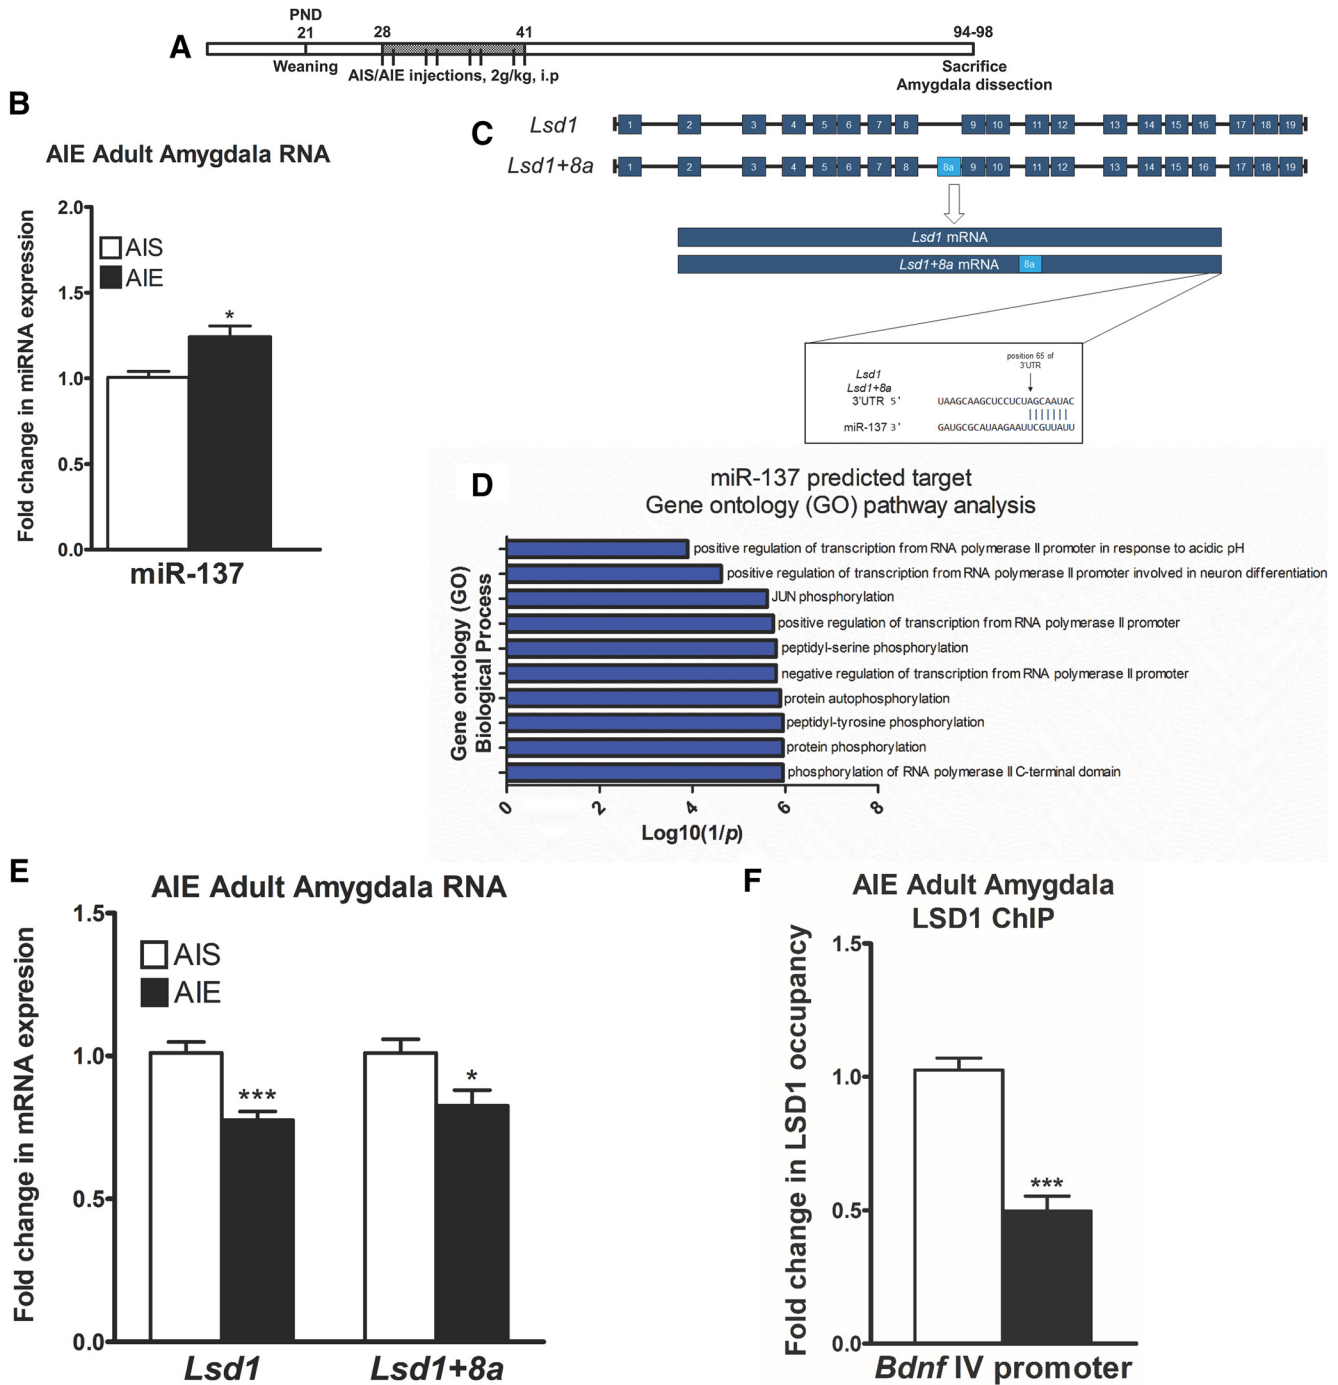 A
PND
21
28
41
94-98
Weaning
AIS/AIE injections, 2g/kg, i.p
Sacrifice
Amygdala dissection
B
AIE Adult Amygdala RNA
Fold change in miRNA expression
2.0
1.5
1.0
0.5
0.0
AIS
AIE
*
miR-137
C
Lsd1
1 2 3 4 5 6 7 8 9 10 11 12 13 14 15 16 17 18 19
Lsd1+8a
1 2 3 4 5 6 7 8 8a 9 10 11 12 13 14 15 16 17 18 19
Lsd1 mRNA
Lsd1+8a mRNA 8a
position 65 of
3'UTR
Lsd1
Lsd1+8a
3'UTR 5' UAAGCAAGCUCCUCUAGCAAUAC
miR-137 3' GAUGCGCAUAAGAAUUCGUUAUU
D
miR-137 predicted target
Gene ontology (GO) pathway analysis
Gene ontology (GO)
Biological Process
positive regulation of transcription from RNA polymerase II promoter in response to acidic pH
positive regulation of transcription from RNA polymerase II promoter involved in neuron differentiation
JUN phosphorylation
positive regulation of transcription from RNA polymerase II promoter
peptidyl-serine phosphorylation
negative regulation of transcription from RNA polymerase II promoter
protein autophosphorylation
peptidyl-tyrosine phosphorylation
protein phosphorylation
phosphorylation of RNA polymerase II C-terminal domain
0 2 4 6 8
Log10(1/p)
E
AIE Adult Amygdala RNA
Fold change in mRNA expression
1.5
1.0
0.5
0.0
AIS
AIE
***
*
Lsd1
Lsd1+8a
F
AIE Adult Amygdala
LSD1 ChIP
Fold change in LSD1 occupancy
1.5
1.0
0.5
0.0
***
Bdnf IV promoter